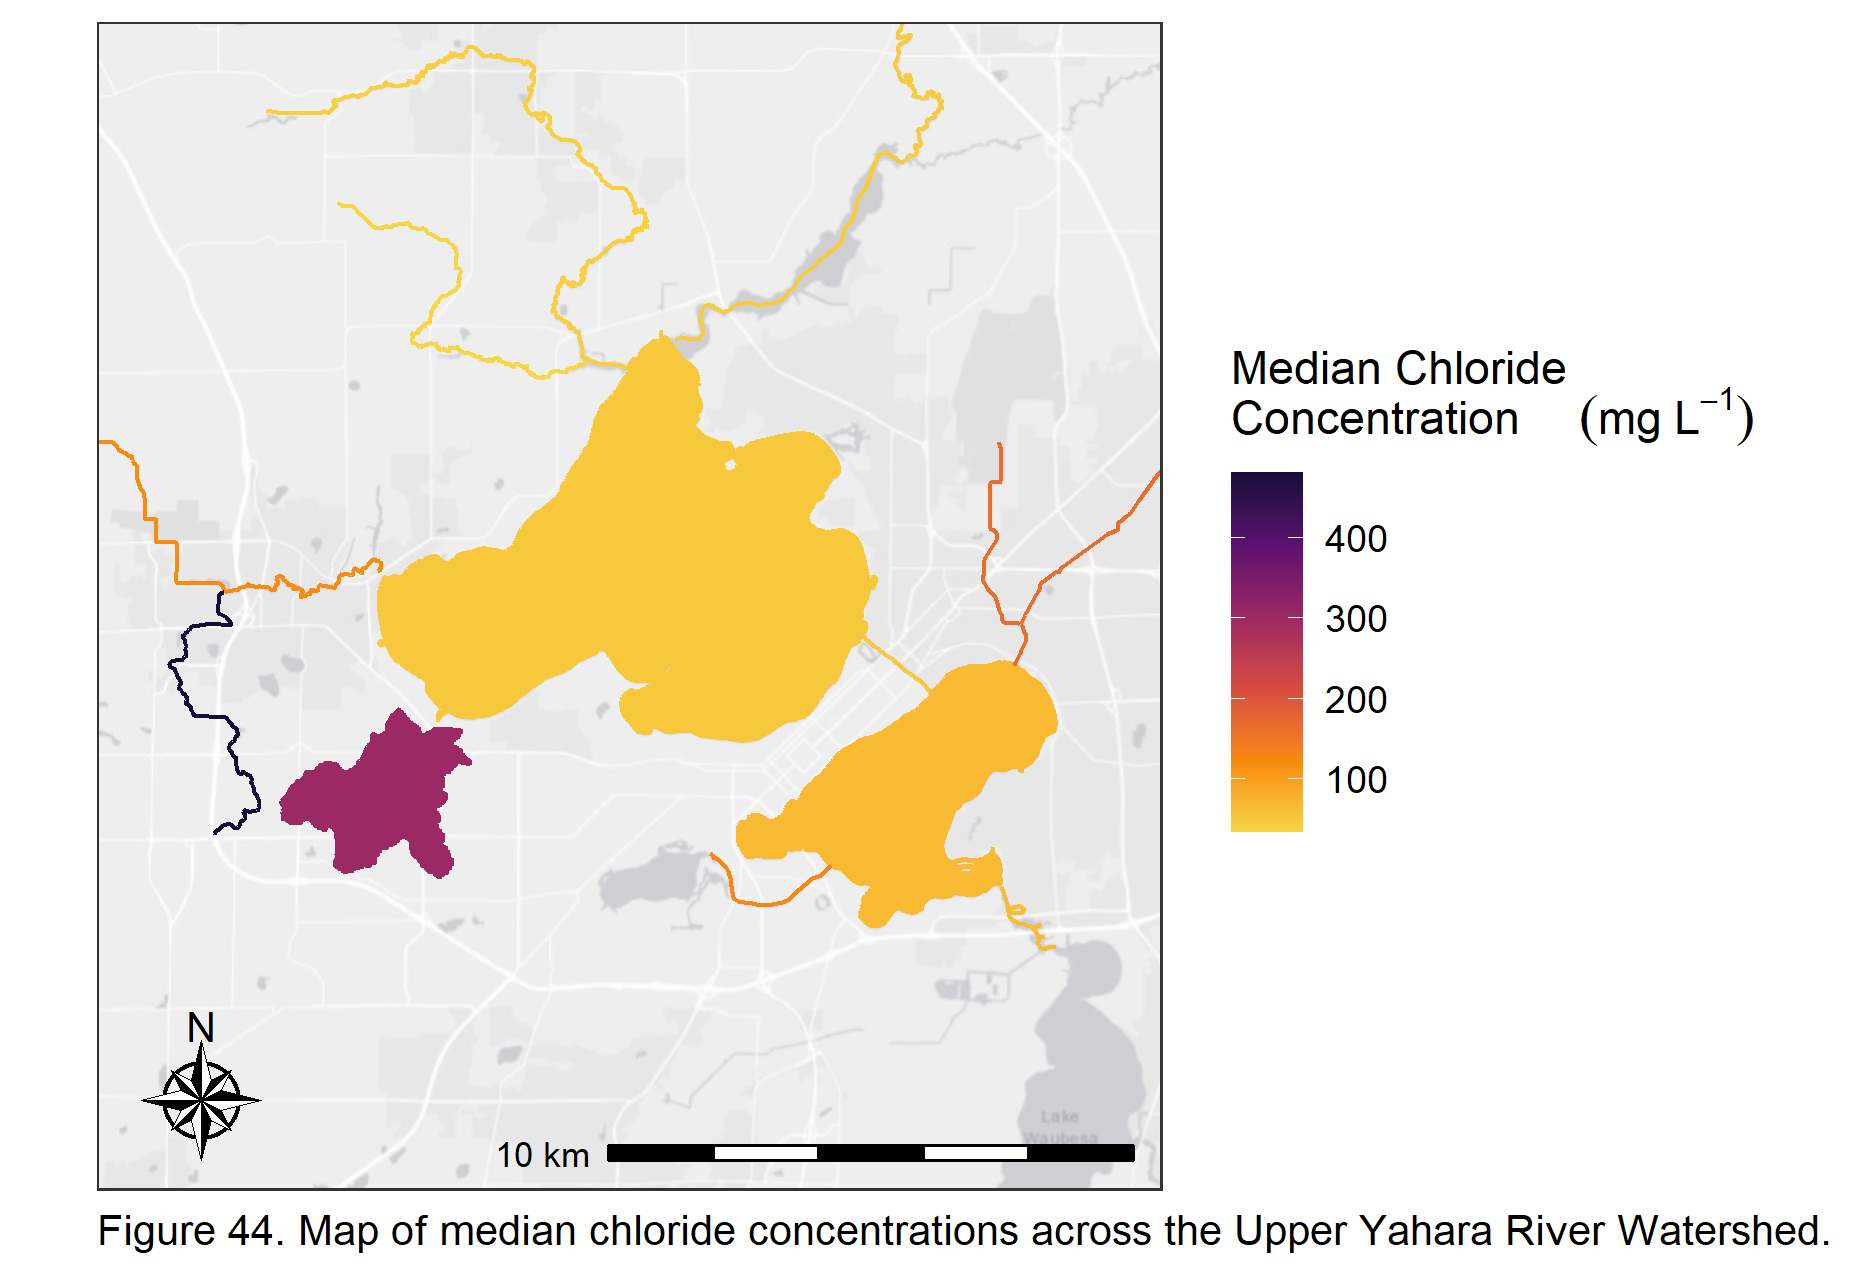 Median Chloride
Concentration (mg L⁻¹)
400
300
200
100
N
10 km
Lake
Waubesa
Figure 44. Map of median chloride concentrations across the Upper Yahara River Watershed.